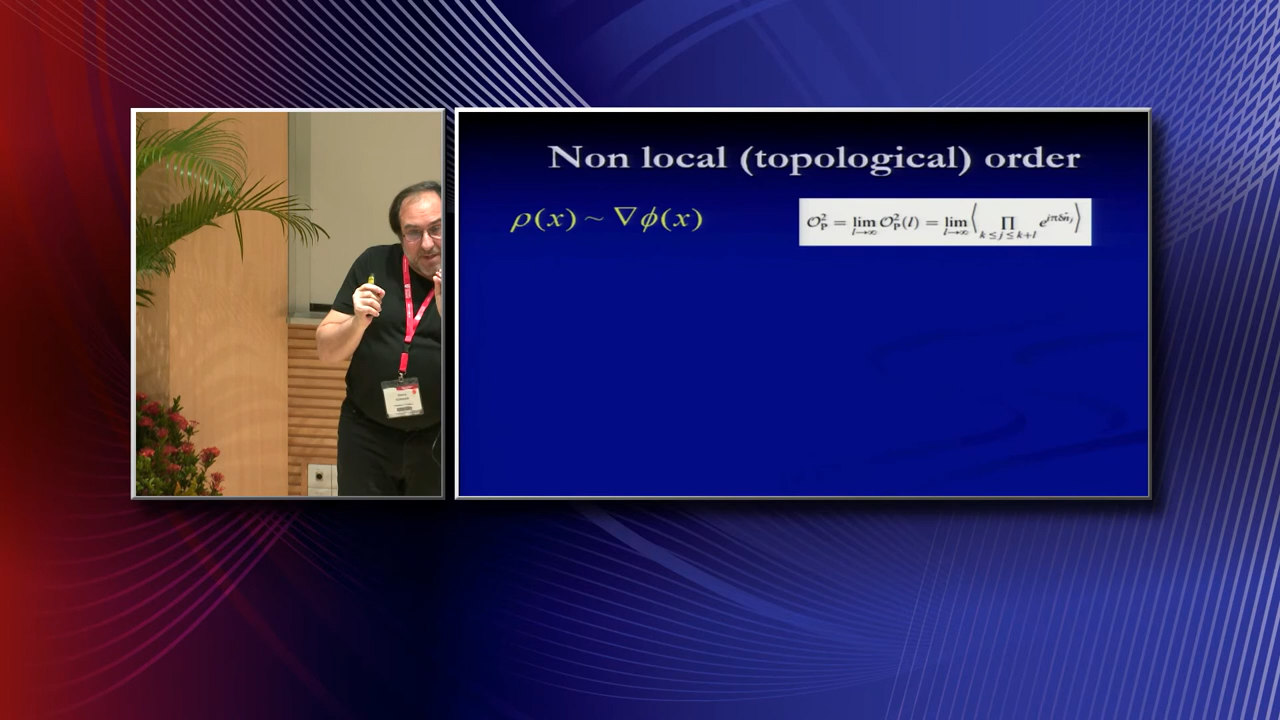 Non local (topological) order
ρ(x) ~ ∇φ(x)
𝒪²_P = lim_{l→∞} 𝒪²_P(l) = lim_{l→∞} ⟨ ∏_{k≤j≤k+l} e^{iπδn̂_j} ⟩